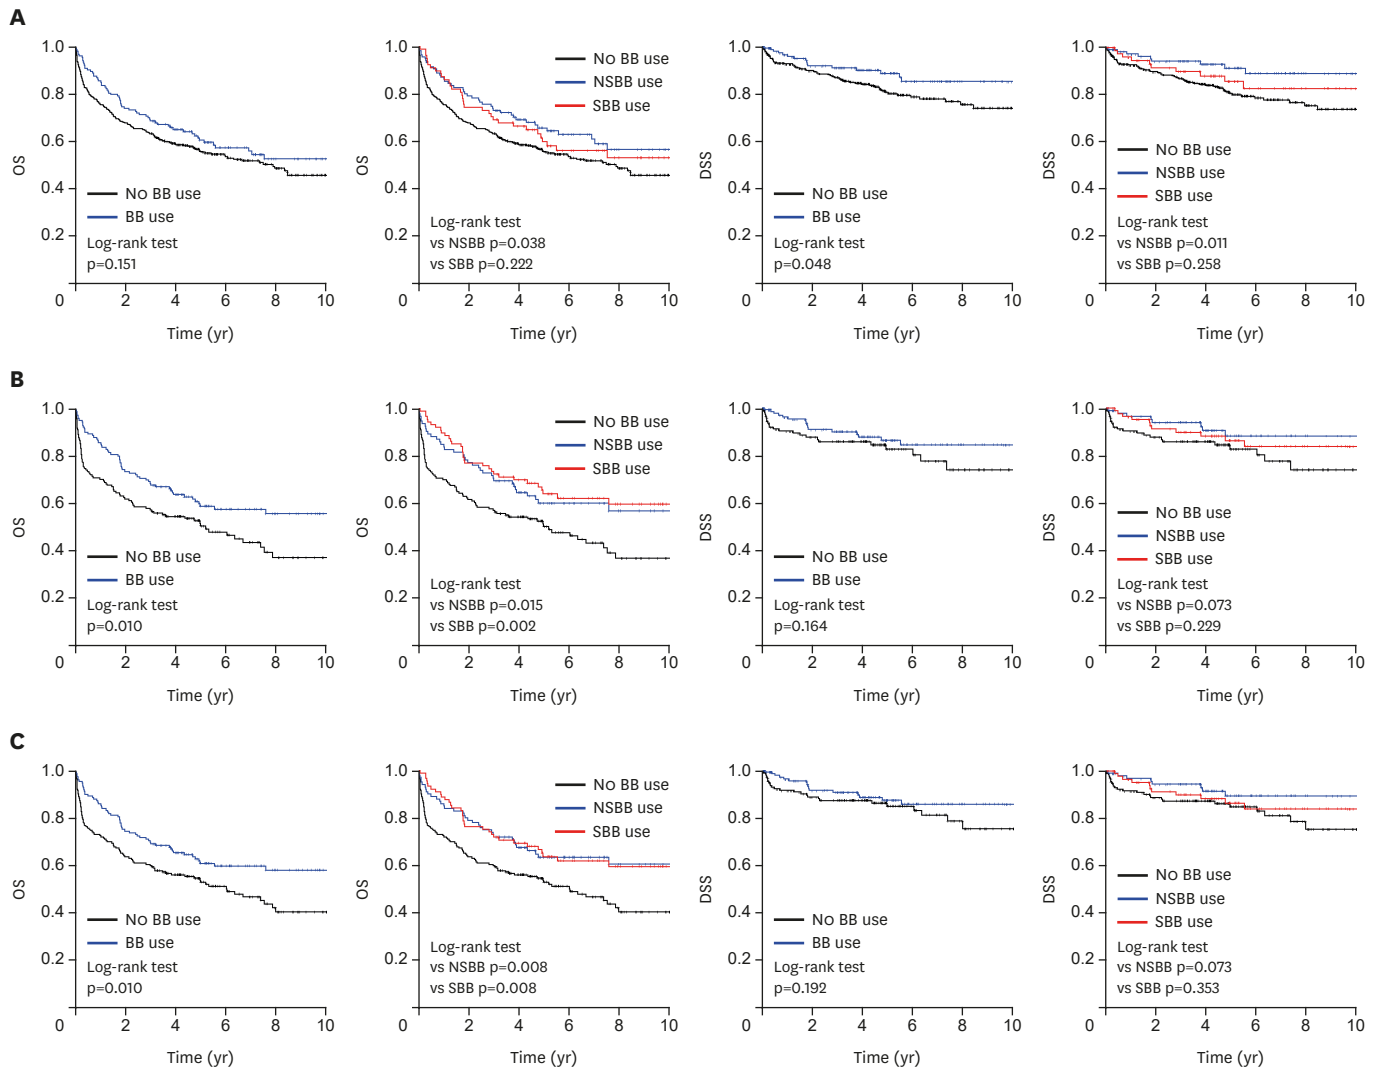 A
1.0
0.8
0.6
0.4
0.2
0
2
4
6
8
10
OS
Time (yr)
No BB use
BB use
Log-rank test
p=0.151
1.0
0.8
0.6
0.4
0.2
0
2
4
6
8
10
OS
Time (yr)
No BB use
NSBB use
SBB use
Log-rank test
vs NSBB p=0.038
vs SBB p=0.222
1.0
0.8
0.6
0.4
0.2
0
2
4
6
8
10
DSS
Time (yr)
No BB use
BB use
Log-rank test
p=0.048
1.0
0.8
0.6
0.4
0.2
0
2
4
6
8
10
DSS
Time (yr)
No BB use
NSBB use
SBB use
Log-rank test
vs NSBB p=0.011
vs SBB p=0.258
B
1.0
0.8
0.6
0.4
0.2
0
2
4
6
8
10
OS
Time (yr)
No BB use
BB use
Log-rank test
p=0.010
1.0
0.8
0.6
0.4
0.2
0
2
4
6
8
10
OS
Time (yr)
No BB use
NSBB use
SBB use
Log-rank test
vs NSBB p=0.015
vs SBB p=0.002
1.0
0.8
0.6
0.4
0.2
0
2
4
6
8
10
DSS
Time (yr)
No BB use
BB use
Log-rank test
p=0.164
1.0
0.8
0.6
0.4
0.2
0
2
4
6
8
10
DSS
Time (yr)
No BB use
NSBB use
SBB use
Log-rank test
vs NSBB p=0.073
vs SBB p=0.229
C
1.0
0.8
0.6
0.4
0.2
0
2
4
6
8
10
OS
Time (yr)
No BB use
BB use
Log-rank test
p=0.010
1.0
0.8
0.6
0.4
0.2
0
2
4
6
8
10
OS
Time (yr)
No BB use
NSBB use
SBB use
Log-rank test
vs NSBB p=0.008
vs SBB p=0.008
1.0
0.8
0.6
0.4
0.2
0
2
4
6
8
10
DSS
Time (yr)
No BB use
BB use
Log-rank test
p=0.192
1.0
0.8
0.6
0.4
0.2
0
2
4
6
8
10
DSS
Time (yr)
No BB use
NSBB use
SBB use
Log-rank test
vs NSBB p=0.073
vs SBB p=0.353